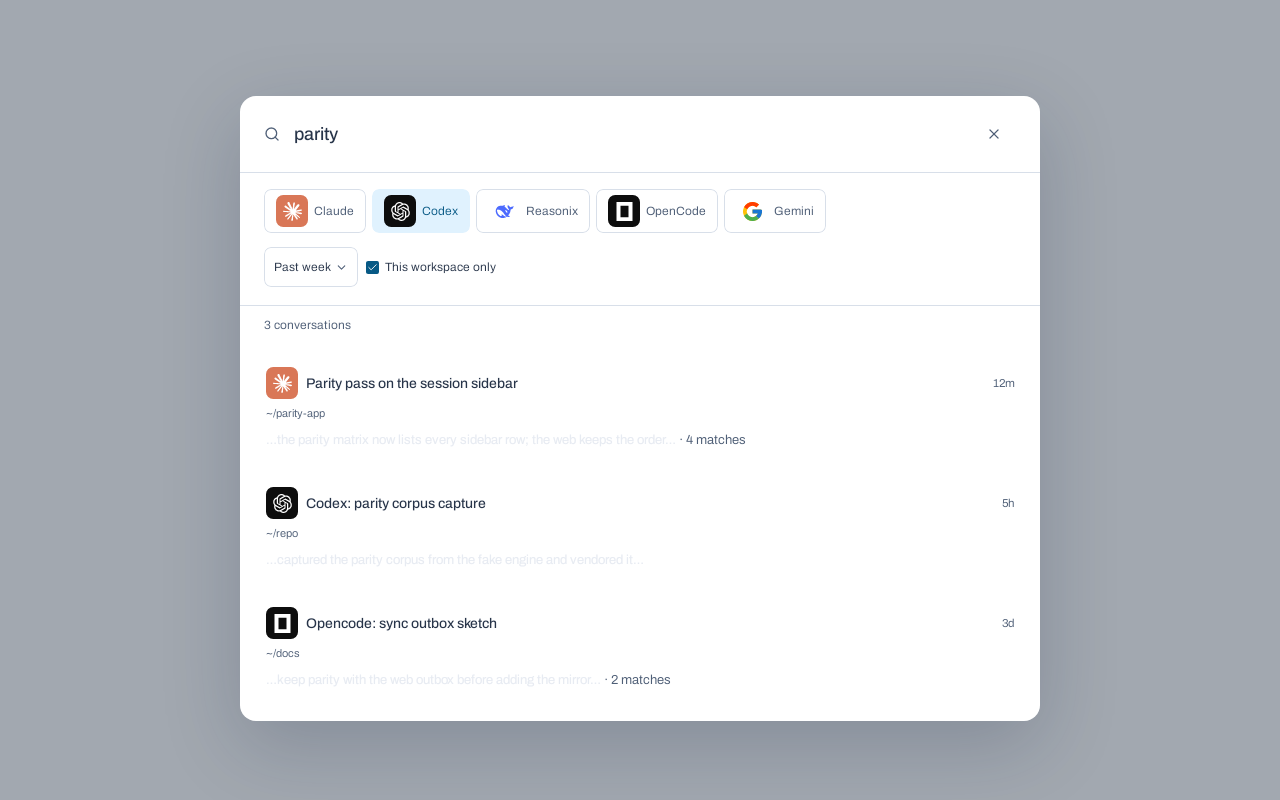 parity
Claude Codex Reasonix OpenCode Gemini
Past week This workspace only
3 conversations
Parity pass on the session sidebar 12m
~/parity-app
...the parity matrix now lists every sidebar row; the web keeps the order... · 4 matches
Codex: parity corpus capture 5h
~/repo
...captured the parity corpus from the fake engine and vendored it...
Opencode: sync outbox sketch 3d
~/docs
...keep parity with the web outbox before adding the mirror... · 2 matches